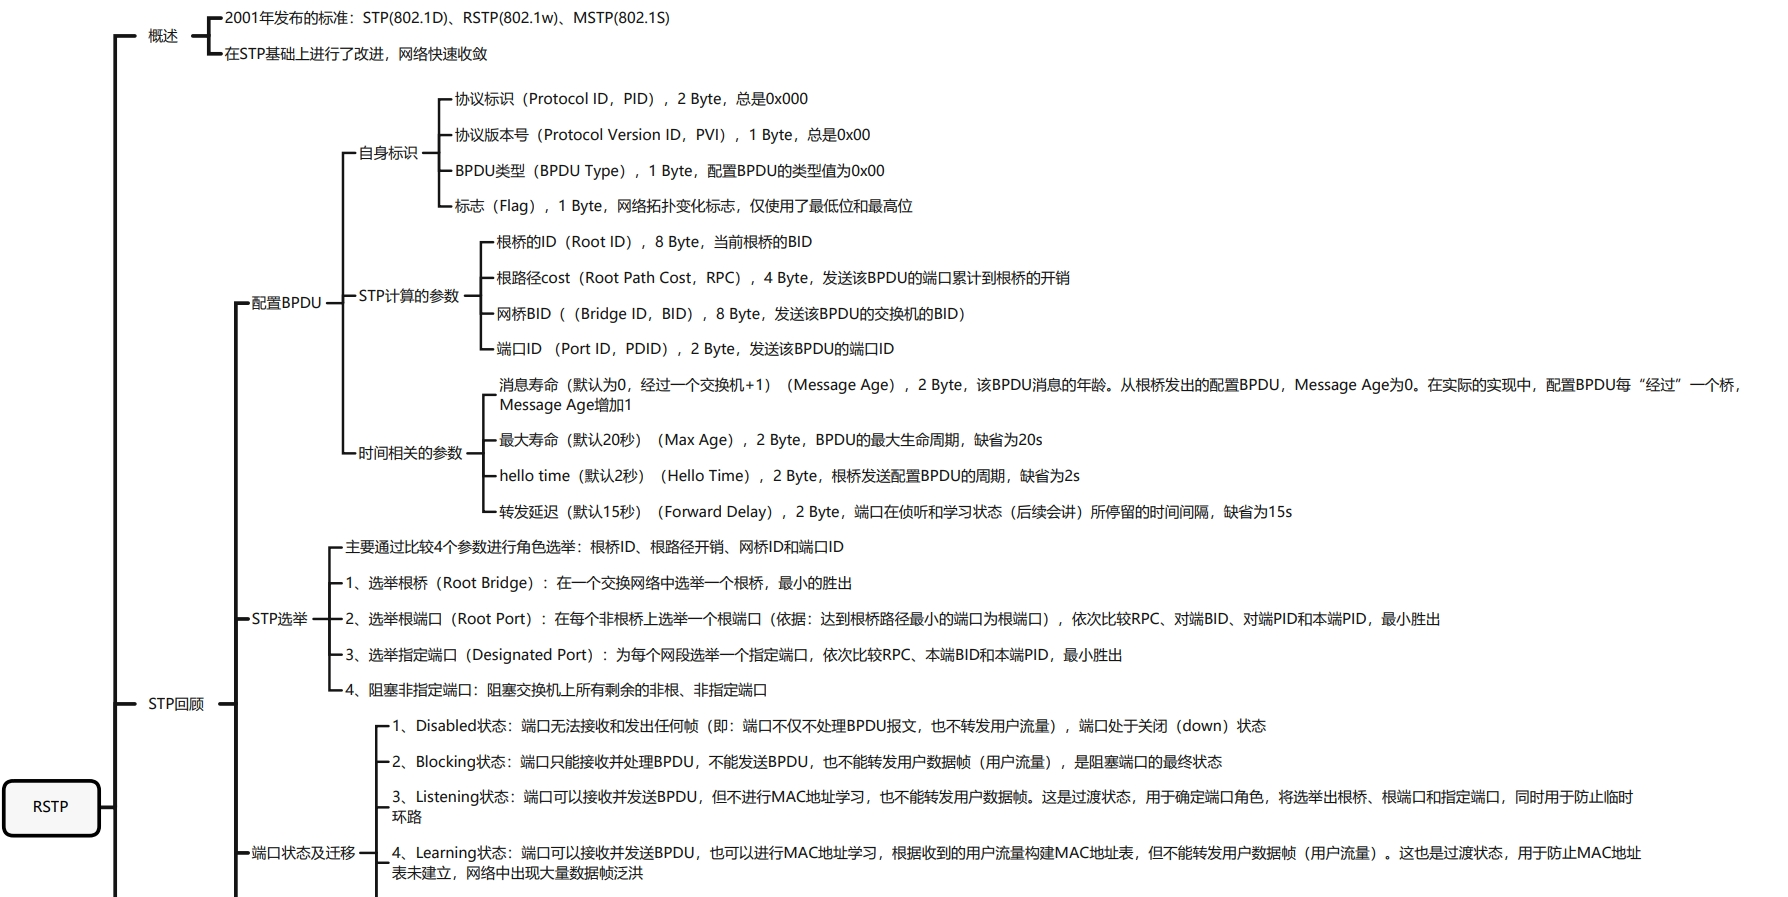 2001年发布的标准：STP(802.1D)、RSTP(802.1w)、MSTP(802.1S)
概述
在STP基础上进行了改进，网络快速收敛
协议标识（Protocol ID，PID），2 Byte，总是0x000
协议版本号（Protocol Version ID，PVI），1 Byte，总是0x00
自身标识
BPDU类型（BPDU Type），1 Byte，配置BPDU的类型值为0x00
标志（Flag），1 Byte，网络拓扑变化标志，仅使用了最低位和最高位
根桥的ID（Root ID），8 Byte，当前根桥的BID
根路径cost（Root Path Cost，RPC），4 Byte，发送该BPDU的端口累计到根桥的开销
配置BPDU
STP计算的参数
网桥BID（（Bridge ID，BID），8 Byte，发送该BPDU的交换机的BID）
端口ID （Port ID，PDID），2 Byte，发送该BPDU的端口ID
消息寿命（默认为0，经过一个交换机+1）（Message Age），2 Byte，该BPDU消息的年龄。从根桥发出的配置BPDU，Message Age为0。在实际的实现中，配置BPDU每“经过”一个桥，
Message Age增加1
最大寿命（默认20秒）（Max Age），2 Byte，BPDU的最大生命周期，缺省为20s
时间相关的参数
hello time（默认2秒）（Hello Time），2 Byte，根桥发送配置BPDU的周期，缺省为2s
转发延迟（默认15秒）（Forward Delay），2 Byte，端口在侦听和学习状态（后续会讲）所停留的时间间隔，缺省为15s
主要通过比较4个参数进行角色选举：根桥ID、根路径开销、网桥ID和端口ID
1、选举根桥（Root Bridge）：在一个交换网络中选举一个根桥，最小的胜出
STP选举
2、选举根端口（Root Port）：在每个非根桥上选举一个根端口（依据：达到根桥路径最小的端口为根端口），依次比较RPC、对端BID、对端PID和本端PID，最小胜出
3、选举指定端口（Designated Port）：为每个网段选举一个指定端口，依次比较RPC、本端BID和本端PID，最小胜出
4、阻塞非指定端口：阻塞交换机上所有剩余的非根、非指定端口
STP回顾
1、Disabled状态：端口无法接收和发出任何帧（即：端口不仅不处理BPDU报文，也不转发用户流量），端口处于关闭（down）状态
2、Blocking状态：端口只能接收并处理BPDU，不能发送BPDU，也不能转发用户数据帧（用户流量），是阻塞端口的最终状态
RSTP
3、Listening状态：端口可以接收并发送BPDU，但不进行MAC地址学习，也不能转发用户数据帧。这是过渡状态，用于确定端口角色，将选举出根桥、根端口和指定端口，同时用于防止临时
环路
端口状态及迁移
4、Learning状态：端口可以接收并发送BPDU，也可以进行MAC地址学习，根据收到的用户流量构建MAC地址表，但不能转发用户数据帧（用户流量）。这也是过渡状态，用于防止MAC地址
表未建立，网络中出现大量数据帧泛洪